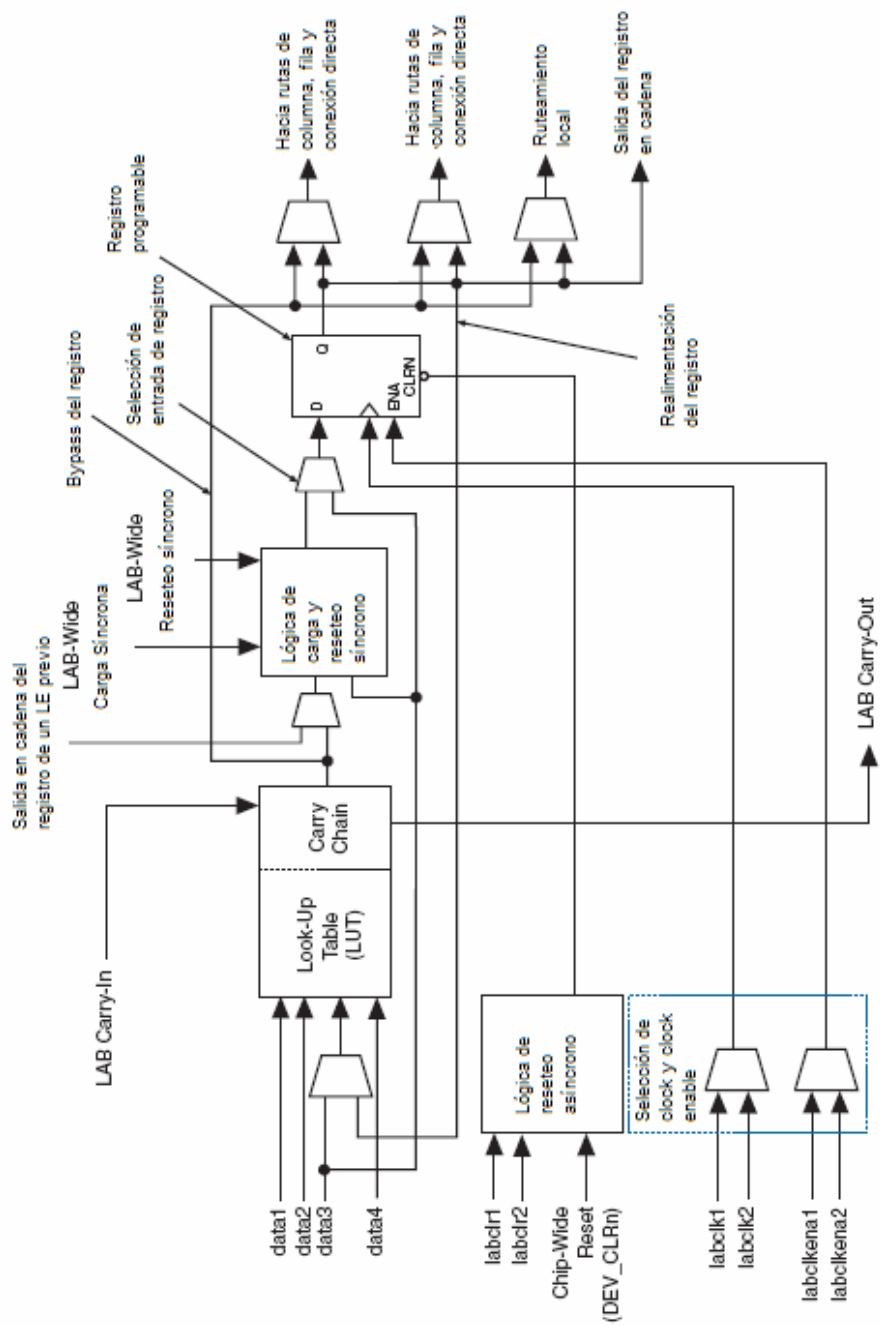 Salida en cadena del
registro de un LE previo
LAB-Wide
Carga Síncrona
LAB-Wide
Reseteo síncrono
Bypass del registro
Selección de
entrada de registro
Registro
programable
LAB Carry-In
Hacia rutas de
columna, fila y
conexión directa
data1
data2
data3
data4
Look-Up
Table
(LUT)
Carry
Chain
Lógica de
carga y
reseteo
síncrono
D
Q
ENA
CLRN
Hacia rutas de
columna, fila y
conexión directa
Ruteamiento
local
Salida del registro
en cadena
Realimentación
del registro
labclr1
labclr2
Chip-Wide
Reset
(DEV_CLRn)
Lógica de
reseteo
asíncrono
Selección de
clock y clock
enable
labclk1
labclk2
labclkena1
labclkena2
LAB Carry-Out